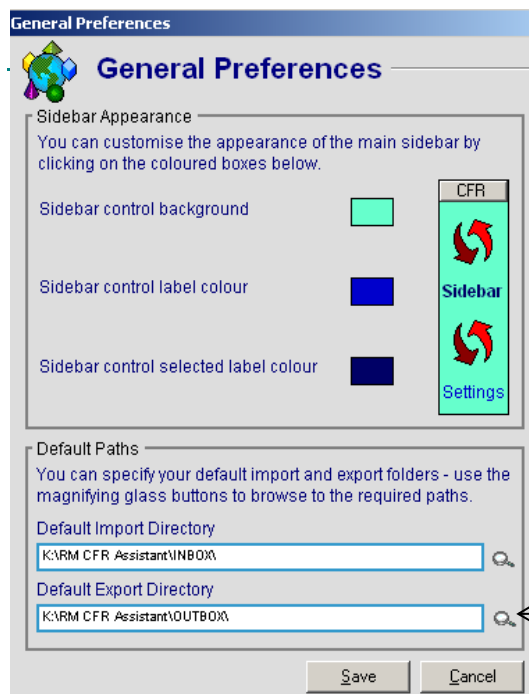 General Preferences
General Preferences
Sidebar Appearance
You can customise the appearance of the main sidebar by
clicking on the coloured boxes below.
CFR
Sidebar control background
Sidebar control label colour
Sidebar
Sidebar control selected label colour
Settings
Default Paths
You can specify your default import and export folders - use the
magnifying glass buttons to browse to the required paths.
Default Import Directory
K:\RM CFR Assistant\INBOX\
Default Export Directory
K:\RM CFR Assistant\OUTBOX\
Save Cancel